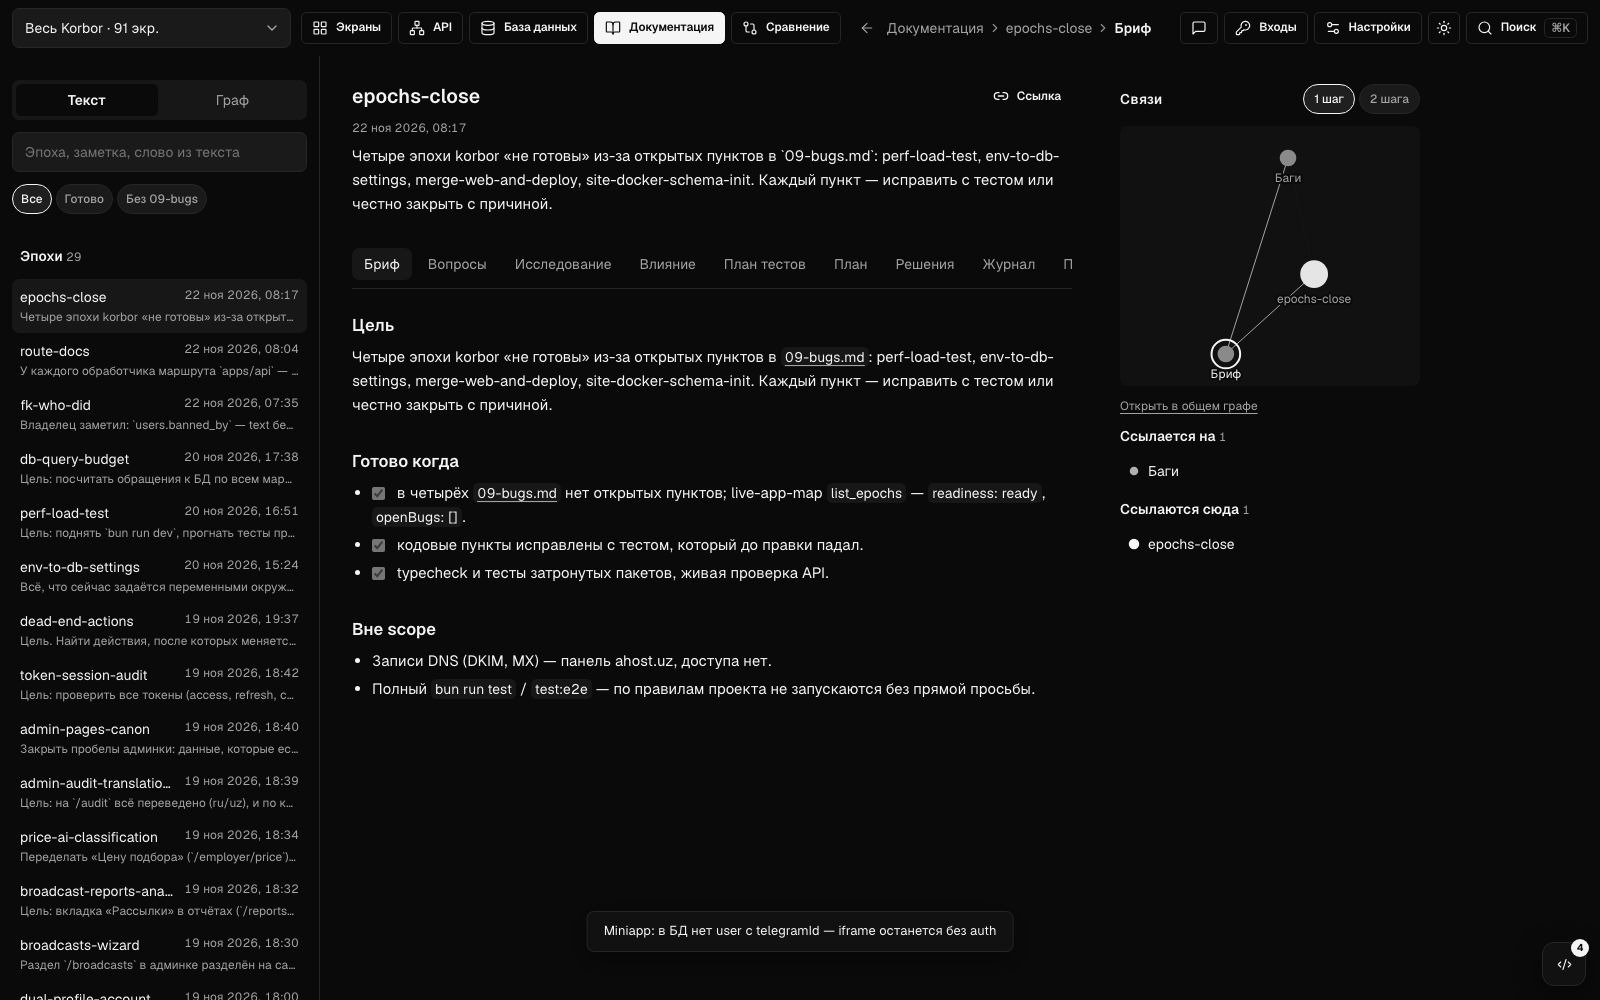 Весь Korbor · 91 экр.
Экраны
API
База данных
Документация
Сравнение
Документация > epochs-close > Бриф
Входы
Настройки
Поиск ⌘K
Текст
Граф
Эпоха, заметка, слово из текста
Все
Готово
Без 09-bugs
Эпохи 29
epochs-close 22 ноя 2026, 08:17
Четыре эпохи korbor «не готовы» из-за открыт…
route-docs 22 ноя 2026, 08:04
У каждого обработчика маршрута `apps/api` — …
fk-who-did 22 ноя 2026, 07:35
Владелец заметил: `users.banned_by` — text бе…
db-query-budget 20 ноя 2026, 17:38
Цель: посчитать обращения к БД по всем мар…
perf-load-test 20 ноя 2026, 16:51
Цель: поднять `bun run dev`, прогнать тесты пр…
env-to-db-settings 20 ноя 2026, 15:24
Всё, что сейчас задаётся переменными окруж…
dead-end-actions 19 ноя 2026, 19:37
Цель. Найти действия, после которых меняетс…
token-session-audit 19 ноя 2026, 18:42
Цель: проверить все токены (access, refresh, с…
admin-pages-canon 19 ноя 2026, 18:40
Закрыть пробелы админки: данные, которые ес…
admin-audit-translatio… 19 ноя 2026, 18:39
Цель: на `/audit` всё переведено (ru/uz), и по к…
price-ai-classification 19 ноя 2026, 18:34
Переделать «Цену подбора» (`/employer/price`)…
broadcast-reports-ana… 19 ноя 2026, 18:32
Цель: вкладка «Рассылки» в отчётах (`/reports…
broadcasts-wizard 19 ноя 2026, 18:30
Раздел `/broadcasts` в админке разделён на са…
dual-profile-account 19 ноя 2026, 18:00
epochs-close
Ссылка
22 ноя 2026, 08:17
Четыре эпохи korbor «не готовы» из-за открытых пунктов в `09-bugs.md`: perf-load-test, env-to-db-
settings, merge-web-and-deploy, site-docker-schema-init. Каждый пункт — исправить с тестом или
честно закрыть с причиной.
Бриф Вопросы Исследование Влияние План тестов План Решения Журнал П
Цель
Четыре эпохи korbor «не готовы» из-за открытых пунктов в 09-bugs.md: perf-load-test, env-to-db-
settings, merge-web-and-deploy, site-docker-schema-init. Каждый пункт — исправить с тестом или
честно закрыть с причиной.
Готово когда
• в четырёх 09-bugs.md нет открытых пунктов; live-app-map list_epochs — readiness: ready,
openBugs: [].
• кодовые пункты исправлены с тестом, который до правки падал.
• typecheck и тесты затронутых пакетов, живая проверка API.
Вне scope
• Записи DNS (DKIM, MX) — панель ahost.uz, доступа нет.
• Полный bun run test / test:e2e — по правилам проекта не запускаются без прямой просьбы.
Связи
1 шаг
2 шага
Баги
epochs-close
Бриф
Открыть в общем графе
Ссылается на 1
Баги
Ссылаются сюда 1
epochs-close
Miniapp: в БД нет user с telegramId — iframe останется без auth
4